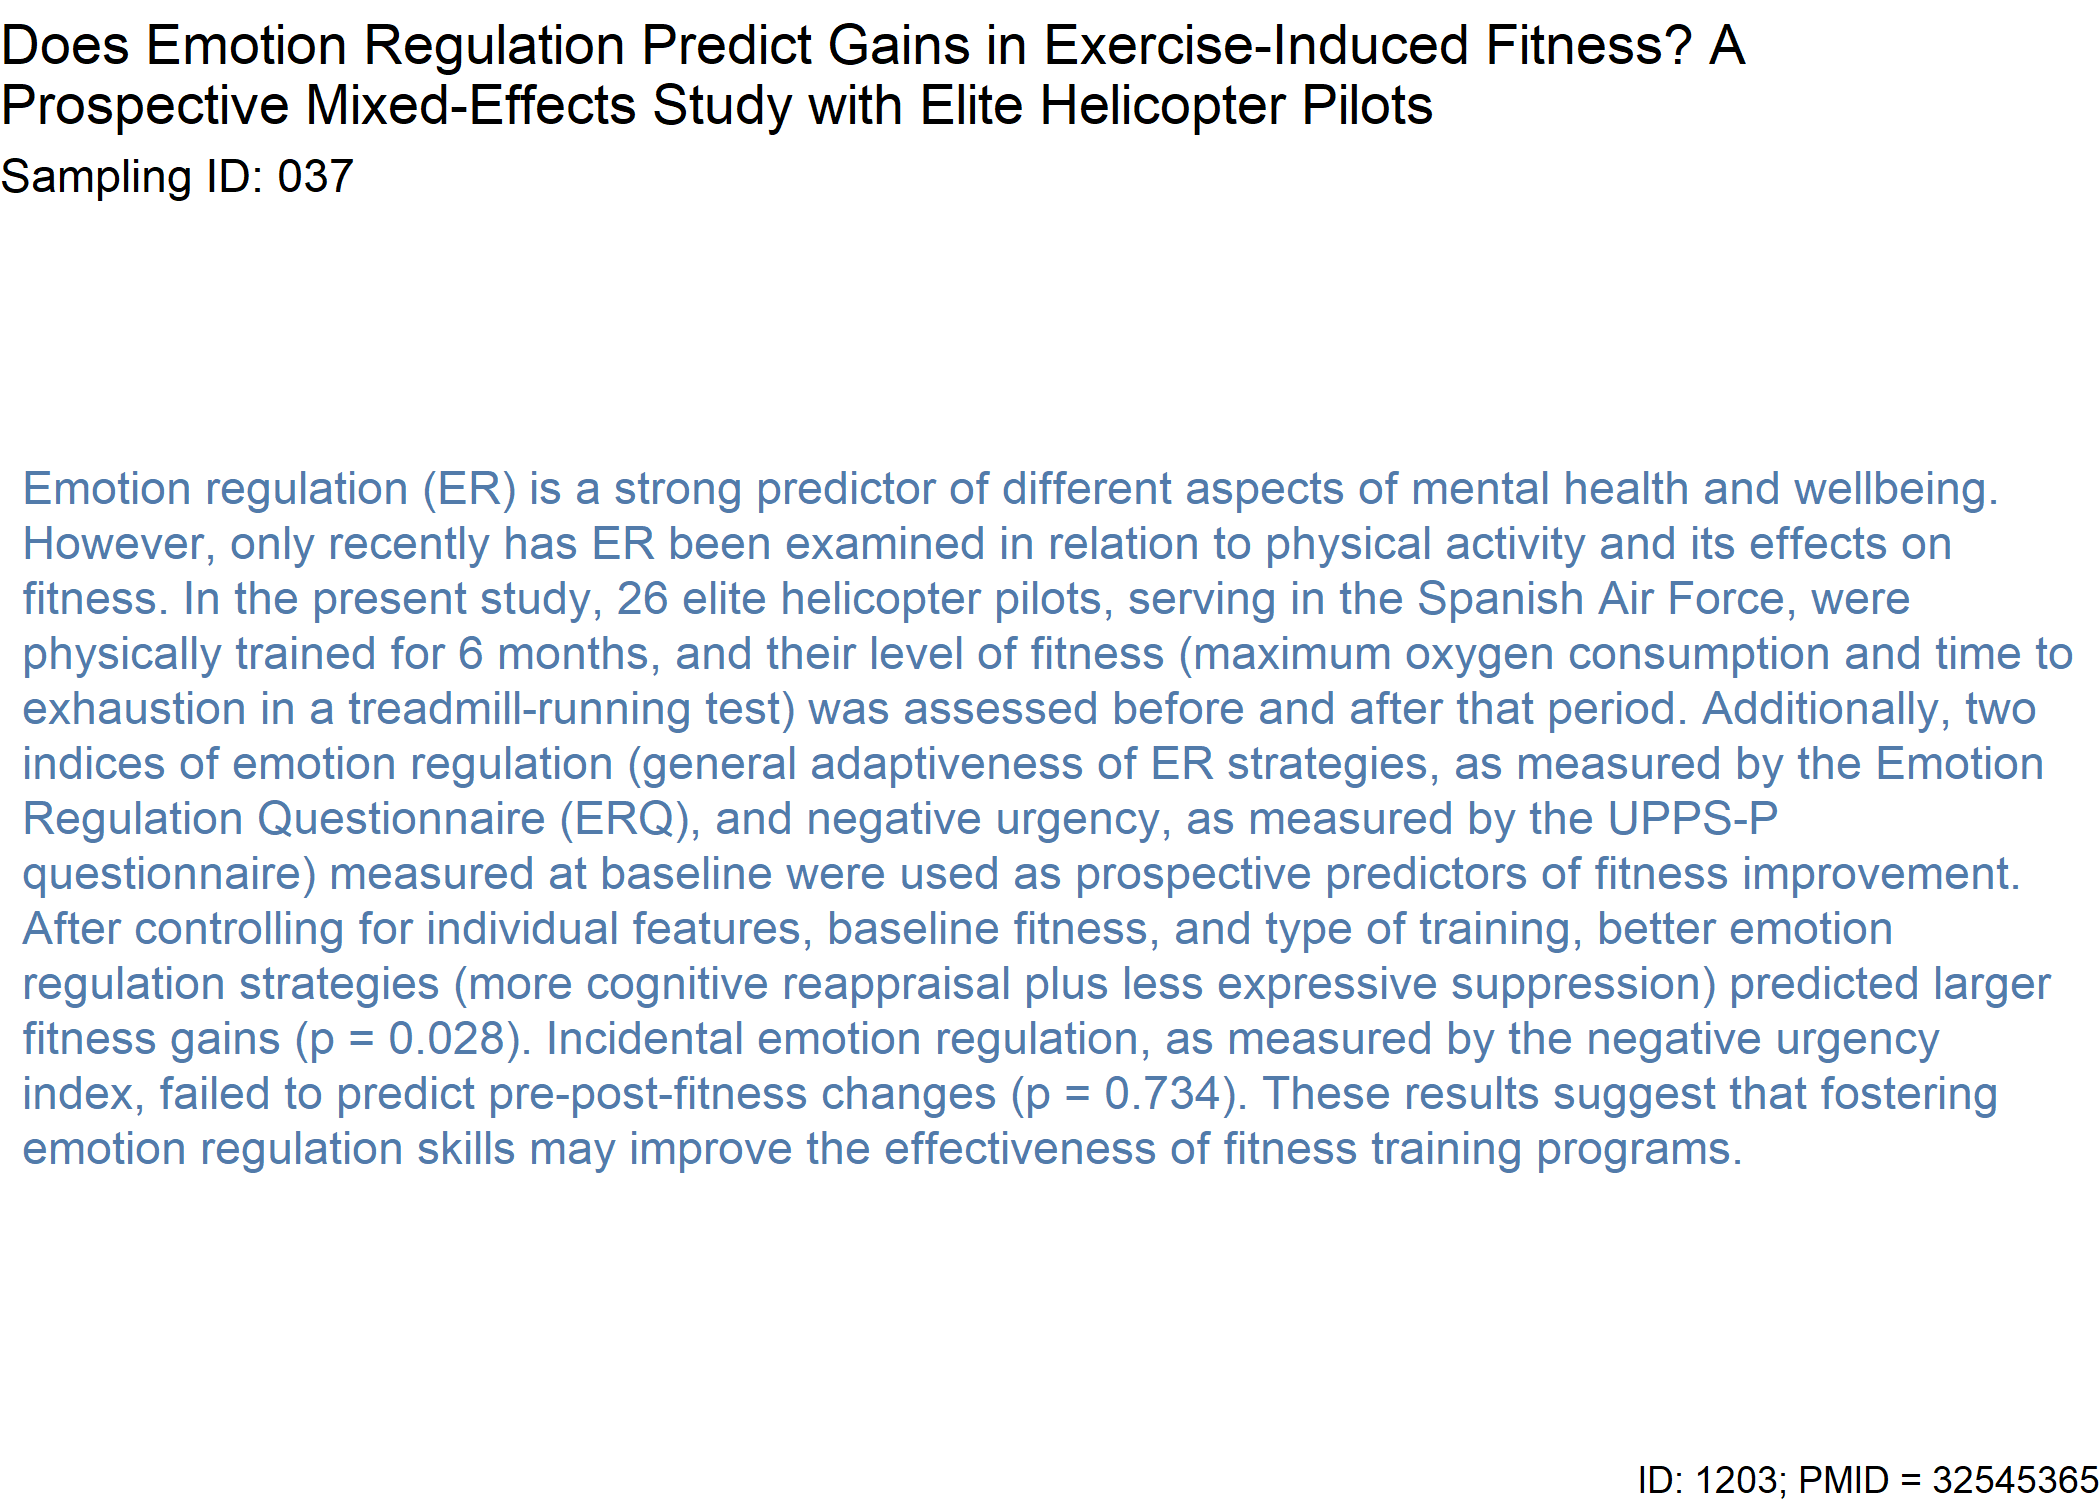 Does Emotion Regulation Predict Gains in Exercise-Induced Fitness? A
Prospective Mixed-Effects Study with Elite Helicopter Pilots
Sampling ID: 037
Emotion regulation (ER) is a strong predictor of different aspects of mental health and wellbeing.
However, only recently has ER been examined in relation to physical activity and its effects on
fitness. In the present study, 26 elite helicopter pilots, serving in the Spanish Air Force, were
physically trained for 6 months, and their level of fitness (maximum oxygen consumption and time to
exhaustion in a treadmill-running test) was assessed before and after that period. Additionally, two
indices of emotion regulation (general adaptiveness of ER strategies, as measured by the Emotion
Regulation Questionnaire (ERQ), and negative urgency, as measured by the UPPS-P
questionnaire) measured at baseline were used as prospective predictors of fitness improvement.
After controlling for individual features, baseline fitness, and type of training, better emotion
regulation strategies (more cognitive reappraisal plus less expressive suppression) predicted larger
fitness gains (p = 0.028). Incidental emotion regulation, as measured by the negative urgency
index, failed to predict pre-post-fitness changes (p = 0.734). These results suggest that fostering
emotion regulation skills may improve the effectiveness of fitness training programs.
ID: 1203; PMID = 32545365